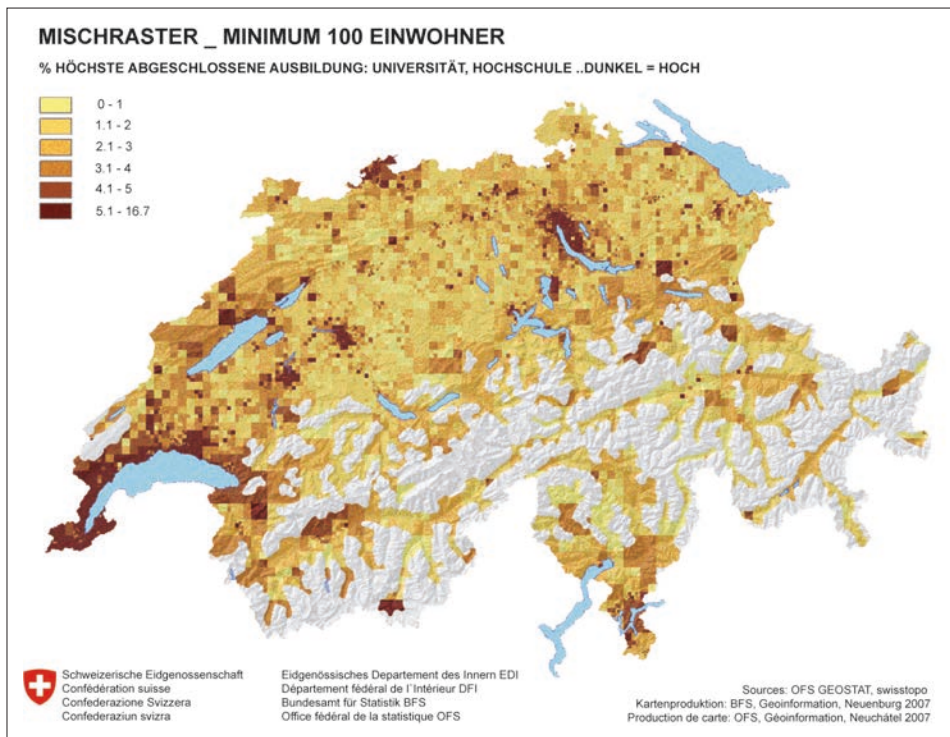 MISCHRASTER _ MINIMUM 100 EINWOHNER
% HÖCHSTE ABGESCHLOSSENE AUSBILDUNG: UNIVERSITÄT, HOCHSCHULE ..DUNKEL = HOCH
0 - 1
1.1 - 2
2.1 - 3
3.1 - 4
4.1 - 5
5.1 - 16.7
Schweizerische Eidgenossenschaft
Confédération suisse
Confederazione Svizzera
Confederaziun svizra
Eidgenössisches Departement des Innern EDI
Département fédéral de l´Intérieur DFI
Bundesamt für Statistik BFS
Office fédéral de la statistique OFS
Sources: OFS GEOSTAT, swisstopo
Kartenproduktion: BFS, Geoinformation, Neuenburg 2007
Production de carte: OFS, Géoinformation, Neuchátel 2007